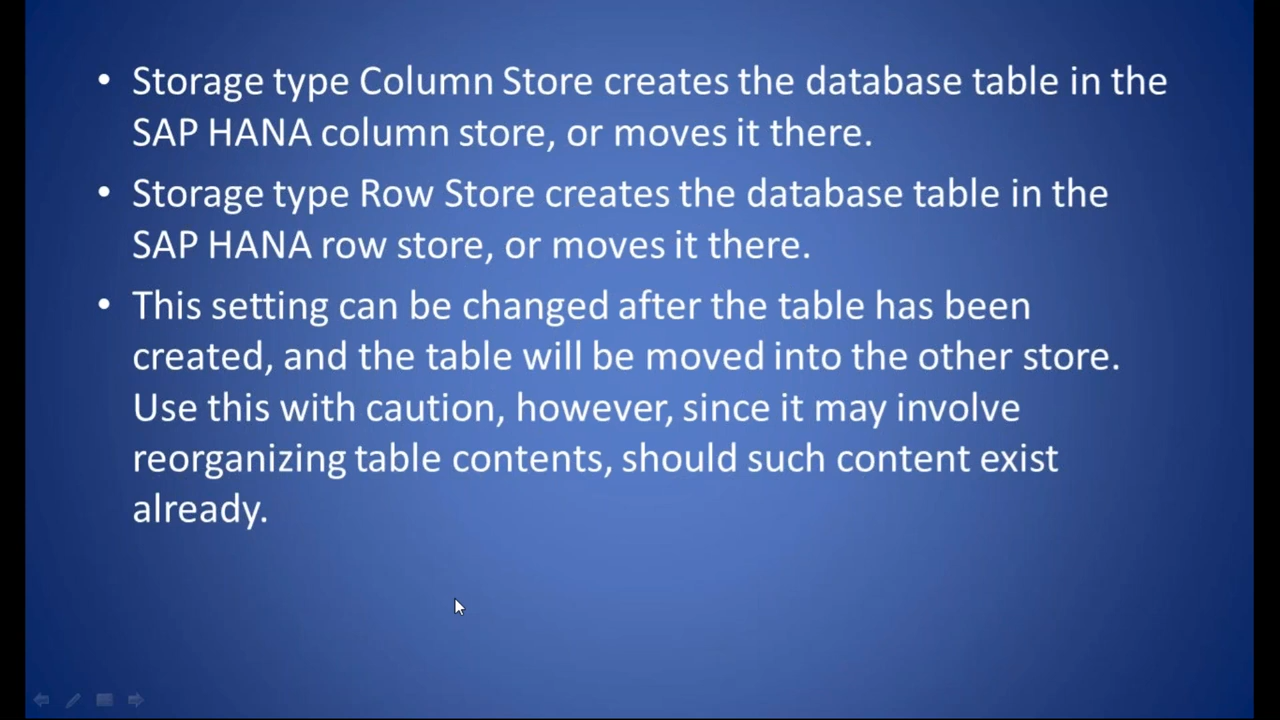 • Storage type Column Store creates the database table in the
SAP HANA column store, or moves it there.
• Storage type Row Store creates the database table in the
SAP HANA row store, or moves it there.
• This setting can be changed after the table has been
created, and the table will be moved into the other store.
Use this with caution, however, since it may involve
reorganizing table contents, should such content exist
already.